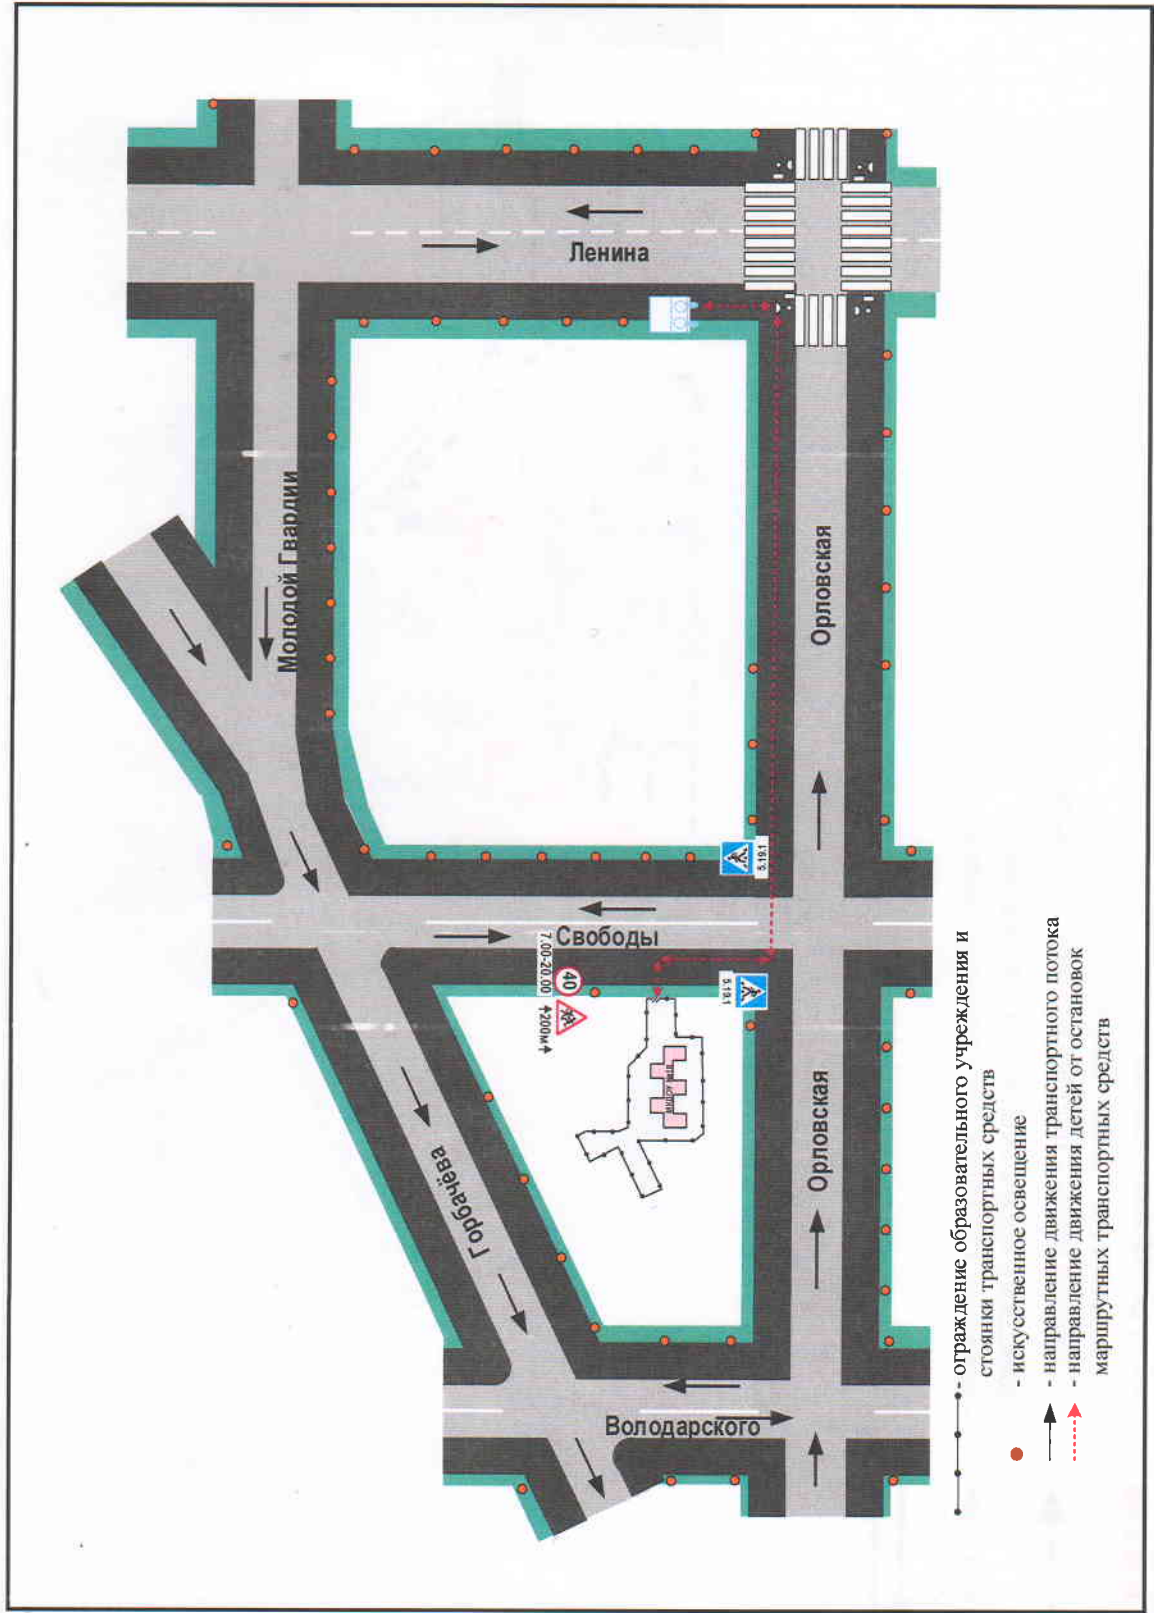 Ленина
Молодой Гвардии
Орловская
5.19.1
Свободы
7.00-20.00
40
200м
5.19.1
Горбачёва
Орловская
Володарского
- ограждение образовательного учреждения и
стоянки транспортных средств
- искусственное освещение
- направление движения транспортного потока
- направление движения детей от остановок
маршрутных транспортных средств